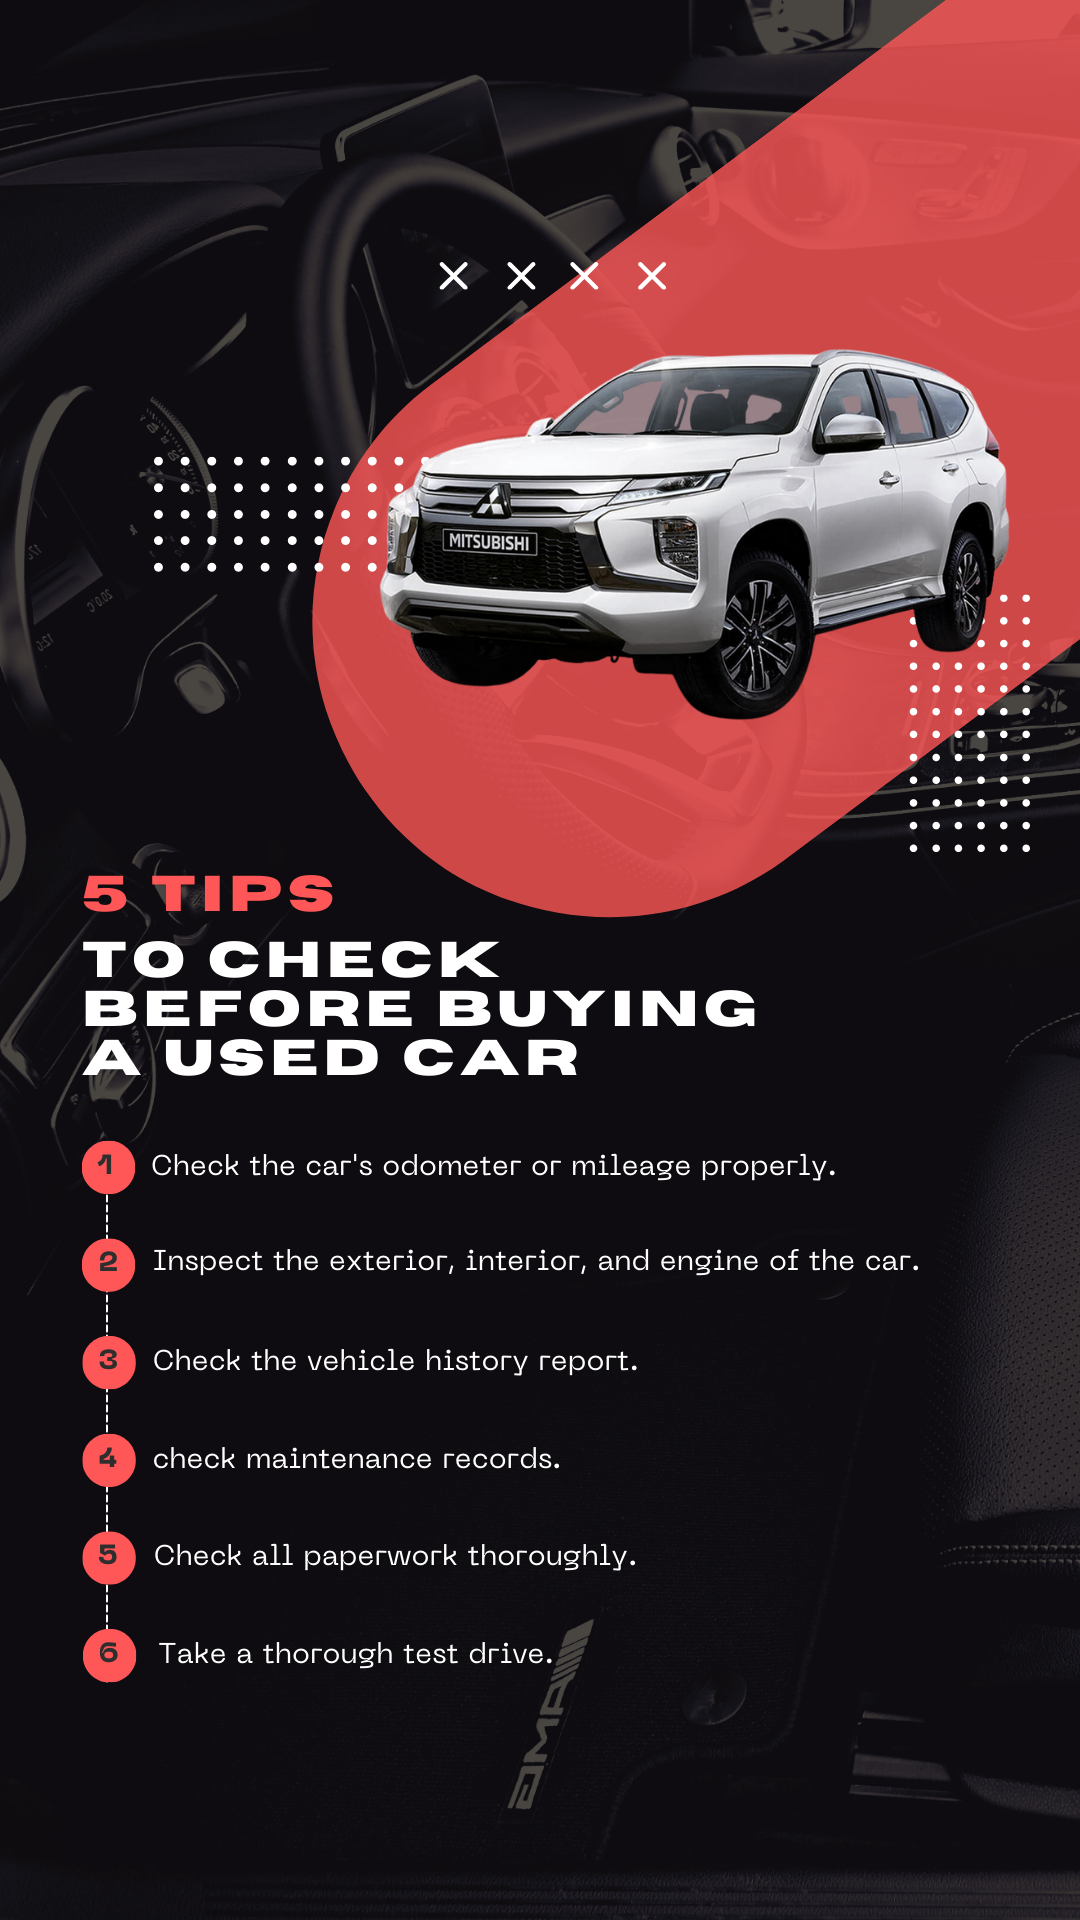 MITSUBISHI
5 TIPS
TO CHECK
BEFORE BUYING
A USED CAR
1 Check the car's odometer or mileage properly.
2 Inspect the exterior, interior, and engine of the car.
3 Check the vehicle history report.
4 check maintenance records.
5 Check all paperwork thoroughly.
6 Take a thorough test drive.
AMG